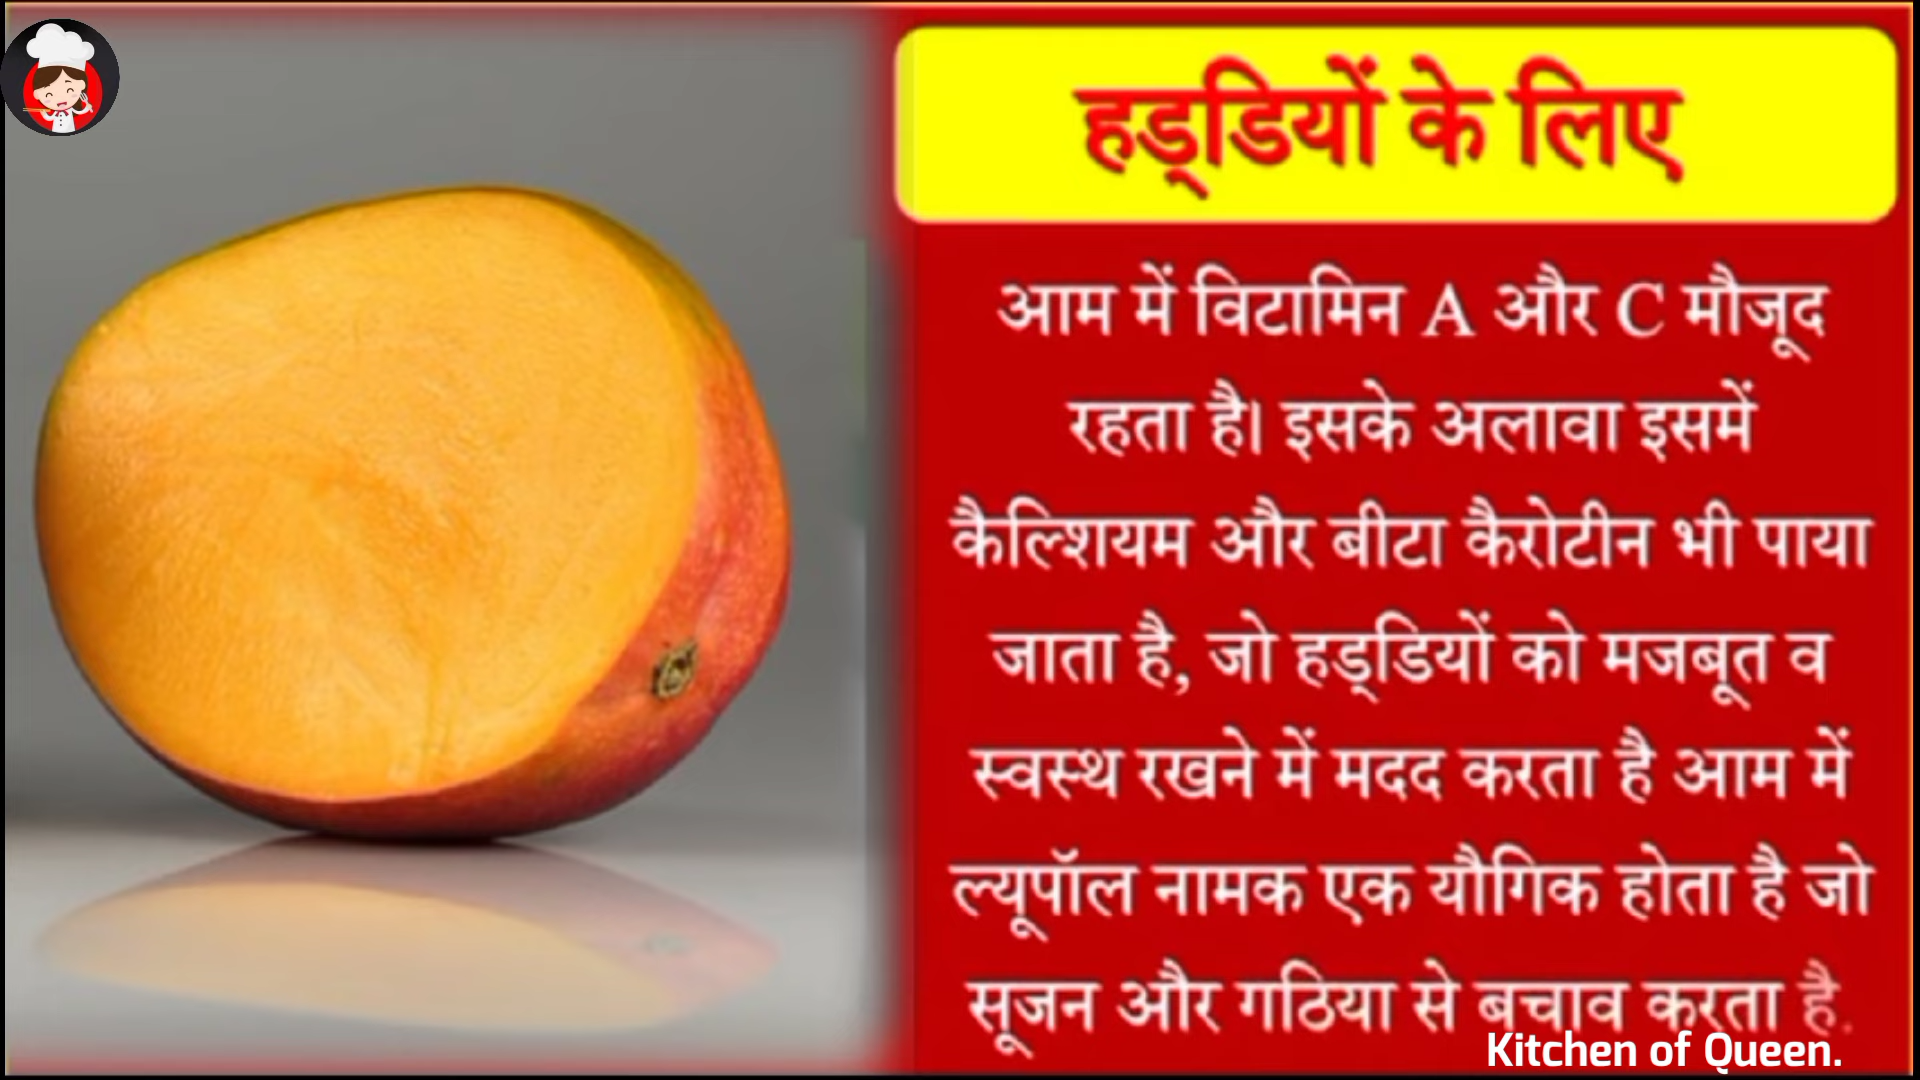 हड्डियों के लिए
आम में विटामिन A और C मौजूद
रहता है। इसके अलावा इसमें
कैल्शियम और बीटा कैरोटीन भी पाया
जाता है, जो हड्डियों को मजबूत व
स्वस्थ रखने में मदद करता है आम में
ल्यूपॉल नामक एक यौगिक होता है जो
सूजन और गठिया से बचाव करता है.
Kitchen of Queen.